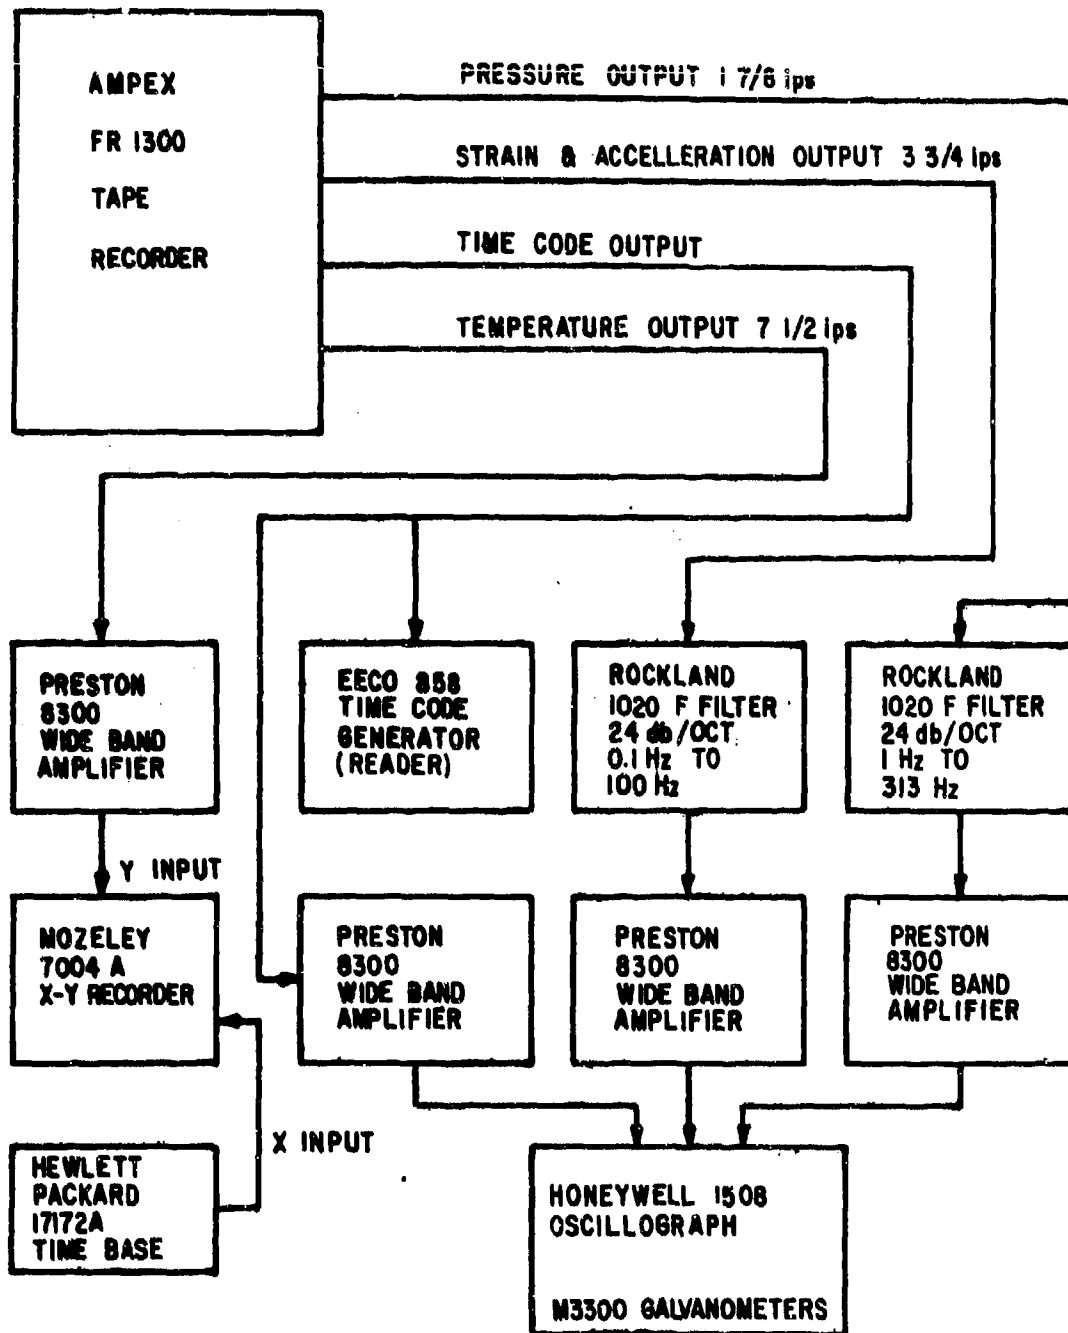 AMPEX
FR 1300
TAPE
RECORDER
PRESSURE OUTPUT 1 7/8 ips
STRAIN & ACCELLERATION OUTPUT 3 3/4 ips
TIME CODE OUTPUT
TEMPERATURE OUTPUT 7 1/2 ips
PRESTON
8300
WIDE BAND
AMPLIFIER
EECO 858
TIME CODE
GENERATOR
(READER)
ROCKLAND
1020 F FILTER
24 db/OCT
0.1 Hz TO
100 Hz
ROCKLAND
1020 F FILTER
24 db/OCT
1 Hz TO
313 Hz
Y INPUT
MOZELEY
7004 A
X-Y RECORDER
PRESTON
8300
WIDE BAND
AMPLIFIER
PRESTON
8300
WIDE BAND
AMPLIFIER
PRESTON
8300
WIDE BAND
AMPLIFIER
X INPUT
HEWLETT
PACKARD
17172A
TIME BASE
HONEYWELL 1508
OSCILLOGRAPH
M3300 GALVANOMETERS